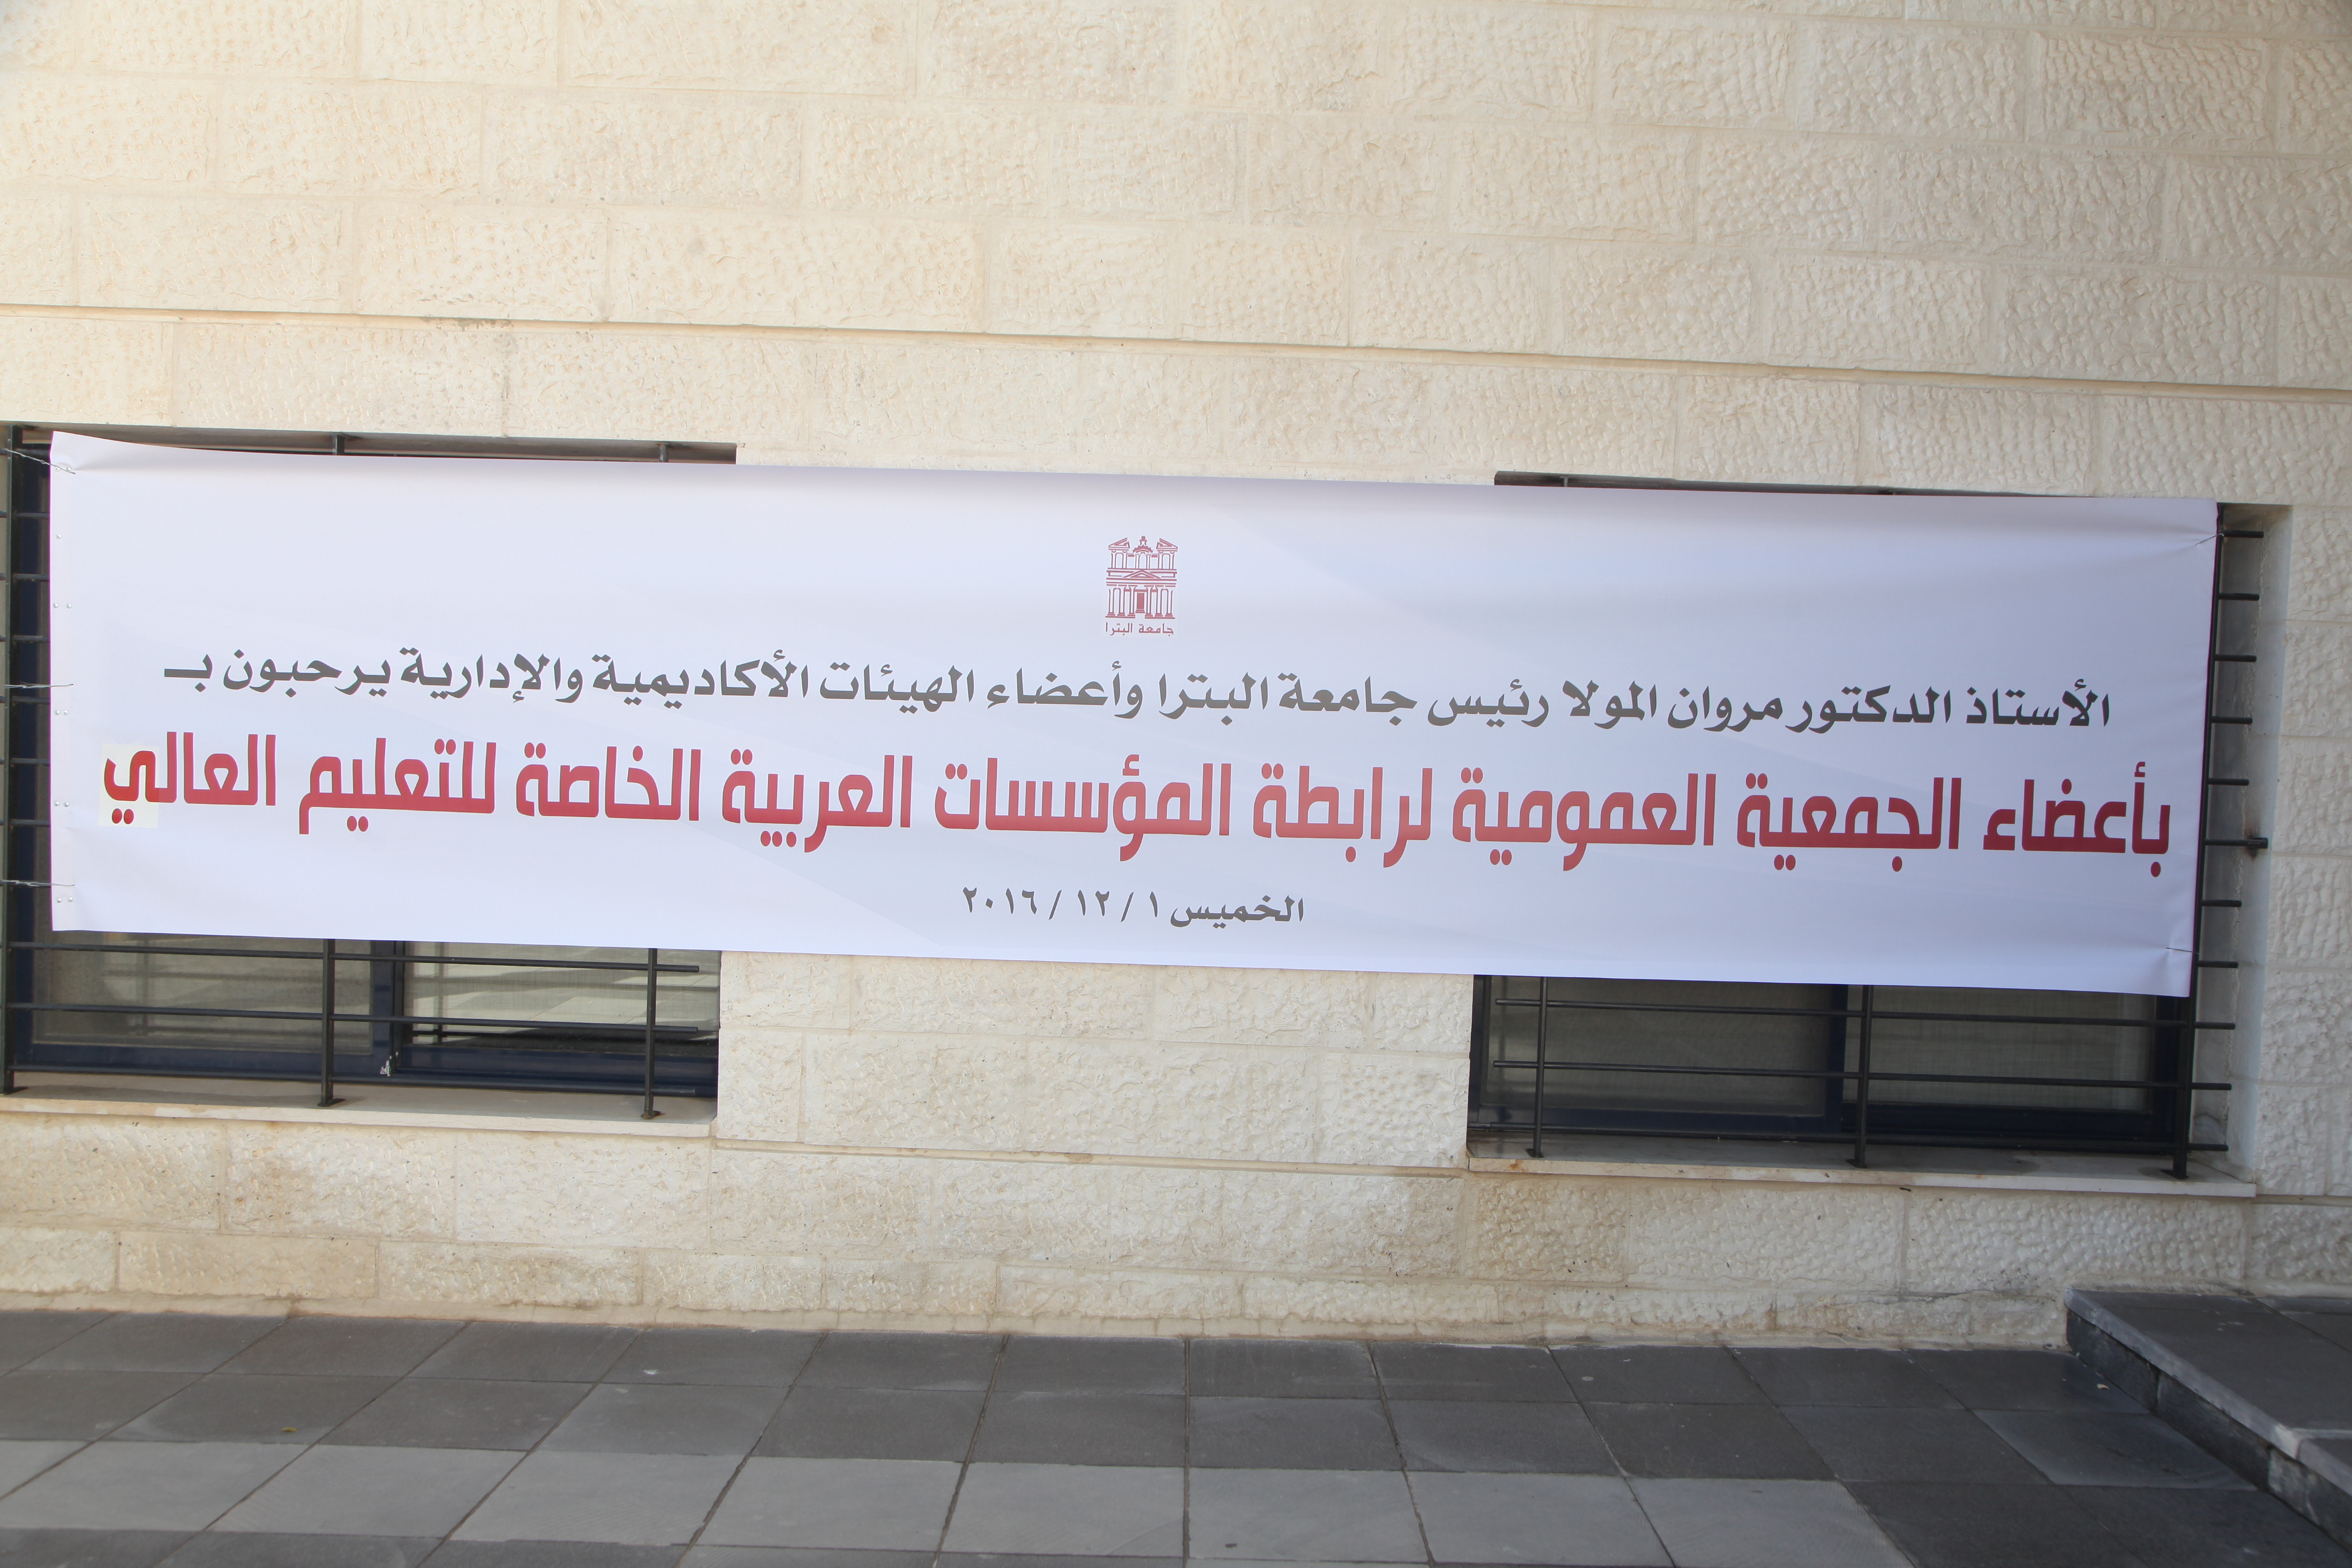 جامعة البترا
الأستاذ الدكتور مروان المولا رئيس جامعة البترا وأعضاء الهيئات الأكاديمية والإدارية يرحبون بـ
بأعضاء الجمعية العمومية لرابطة المؤسسات العربية الخاصة للتعليم العالي
الخميس ١ / ١٢ / ٢٠١٦